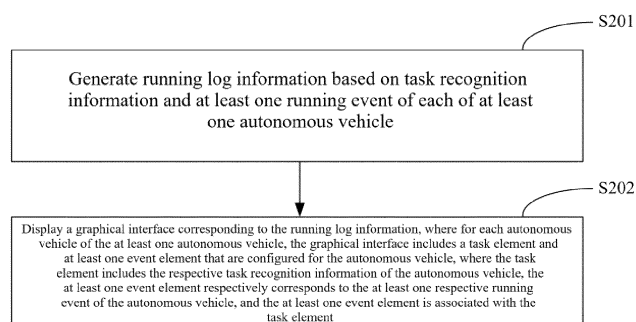 S201
Generate running log information based on task recognition
information and at least one running event of each of at least
one autonomous vehicle
S202
Display a graphical interface corresponding to the running log information, where for each autonomous
vehicle of the at least one autonomous vehicle, the graphical interface includes a task element and
at least one event element that are configured for the autonomous vehicle, where the task
element includes the respective task recognition information of the autonomous vehicle, the
at least one event element respectively corresponds to the at least one respective running
event of the autonomous vehicle, and the at least one event element is associated with the
task element